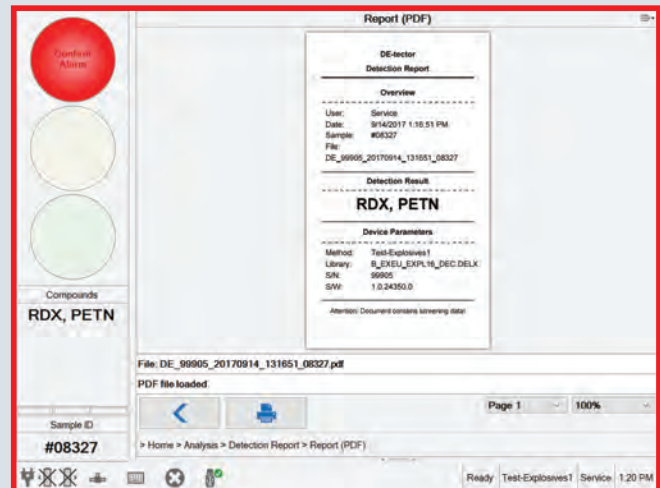 Report (PDF)
Confirm
Alarm
DE-tector
Detection Report
Overview
User: Service
Date: 9/14/2017 1:16:51 PM
Sample: #08327
File:
DE_99905_20170914_131651_08327
Detection Result
RDX, PETN
Device Parameters
Method: Test-Explosives1
Library: B_EXEU_EXPL16_DEC.DELX
S/N: 99905
S/W: 1.0.24350.0
Attention: Document contains screening data!
Compounds
RDX, PETN
File: DE_99905_20170914_131651_08327.pdf
PDF file loaded
Page 1 100%
Sample ID
#08327
> Home > Analysis > Detection Report > Report (PDF)
Ready Test-Explosives1 Service 1:20 PM